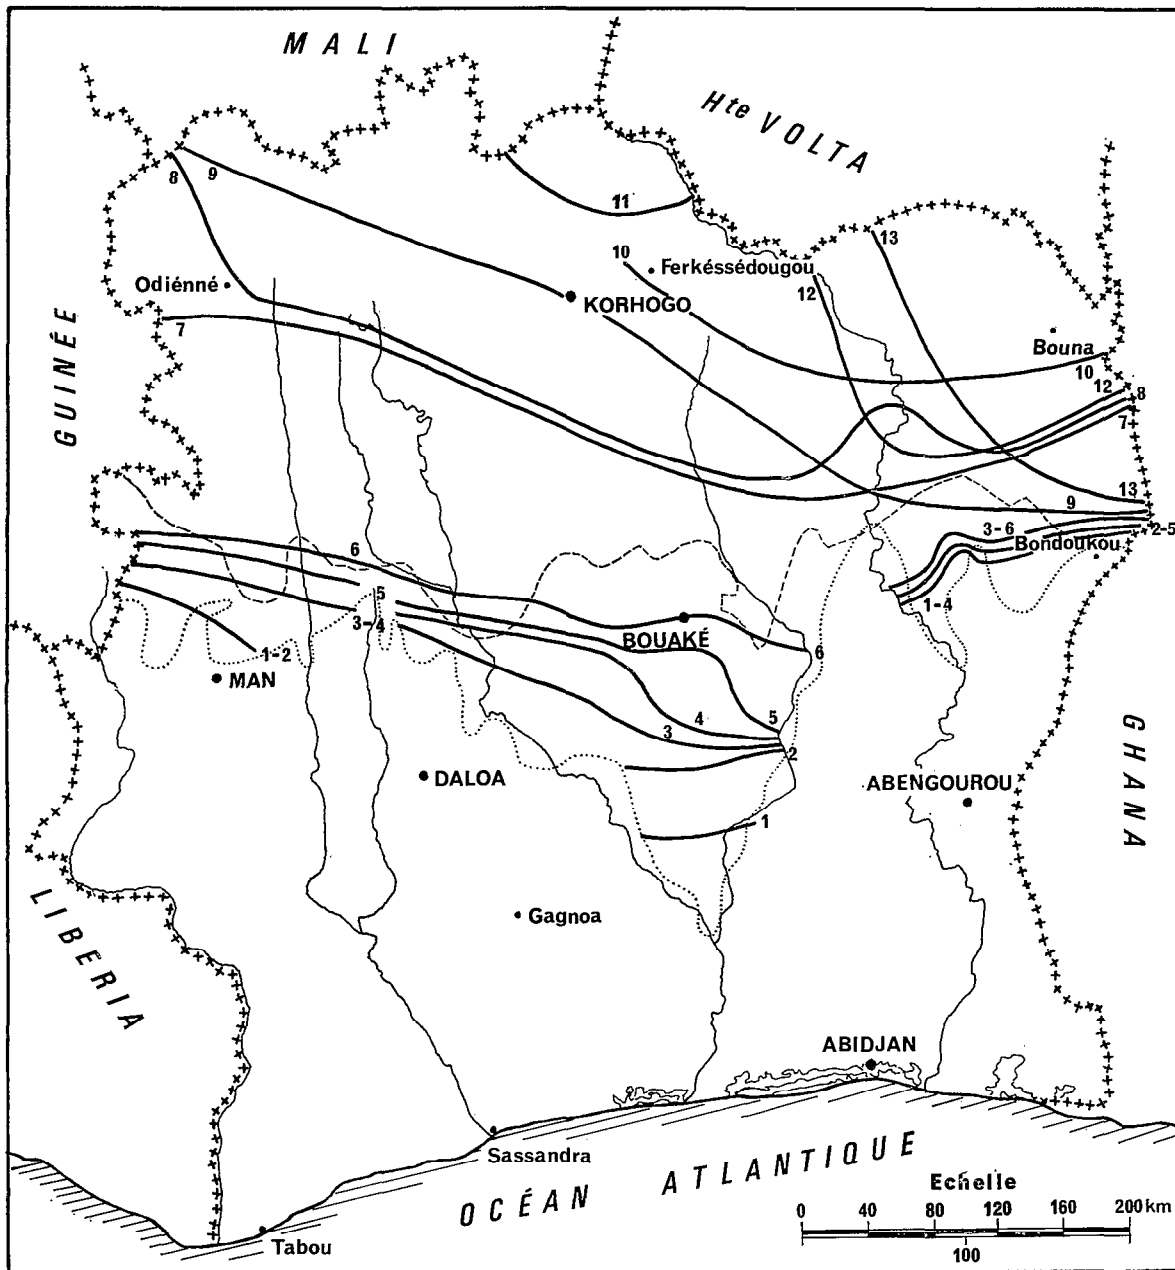 MALI
Hte VOLTA
8
9
11
13
10
Ferkéssédougou
12
Odiénné
KORHOGO
7
Bouna
GUINÉE
10
12
8
7
13
9
3-6
2-5
Bondoukou
6
5
3-4
1-4
BOUAKÉ
6
1-2
MAN
5
4
3
2
GHANA
DALOA
ABENGOUROU
1
LIBERIA
Gagnoa
ABIDJAN
Sassandra
OCÉAN ATLANTIQUE
Echelle
0 40 80 120 160 200 km
100
Tabou